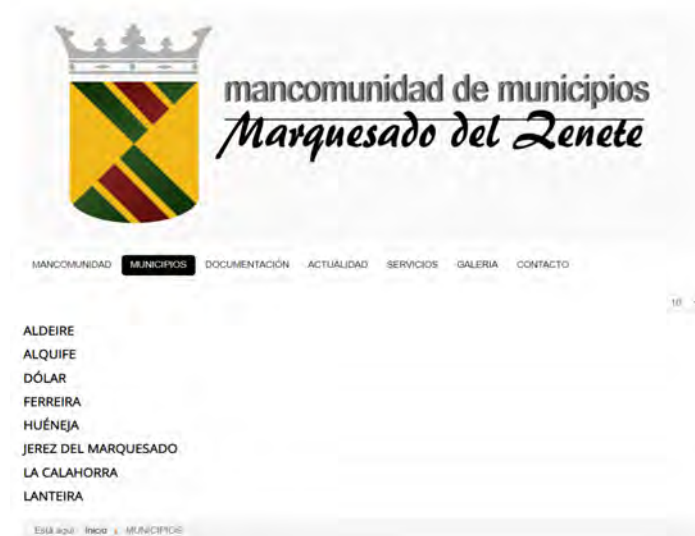 mancomunidad de municipios
Marquesado del Zenete
MANCOMUNIDAD MUNICIPIOS DOCUMENTACIÓN ACTUALIDAD SERVICIOS GALERIA CONTACTO
10
ALDEIRE
ALQUIFE
DÓLAR
FERREIRA
HUÉNEJA
JEREZ DEL MARQUESADO
LA CALAHORRA
LANTEIRA
Está aquí: Inicio MUNICIPIOS